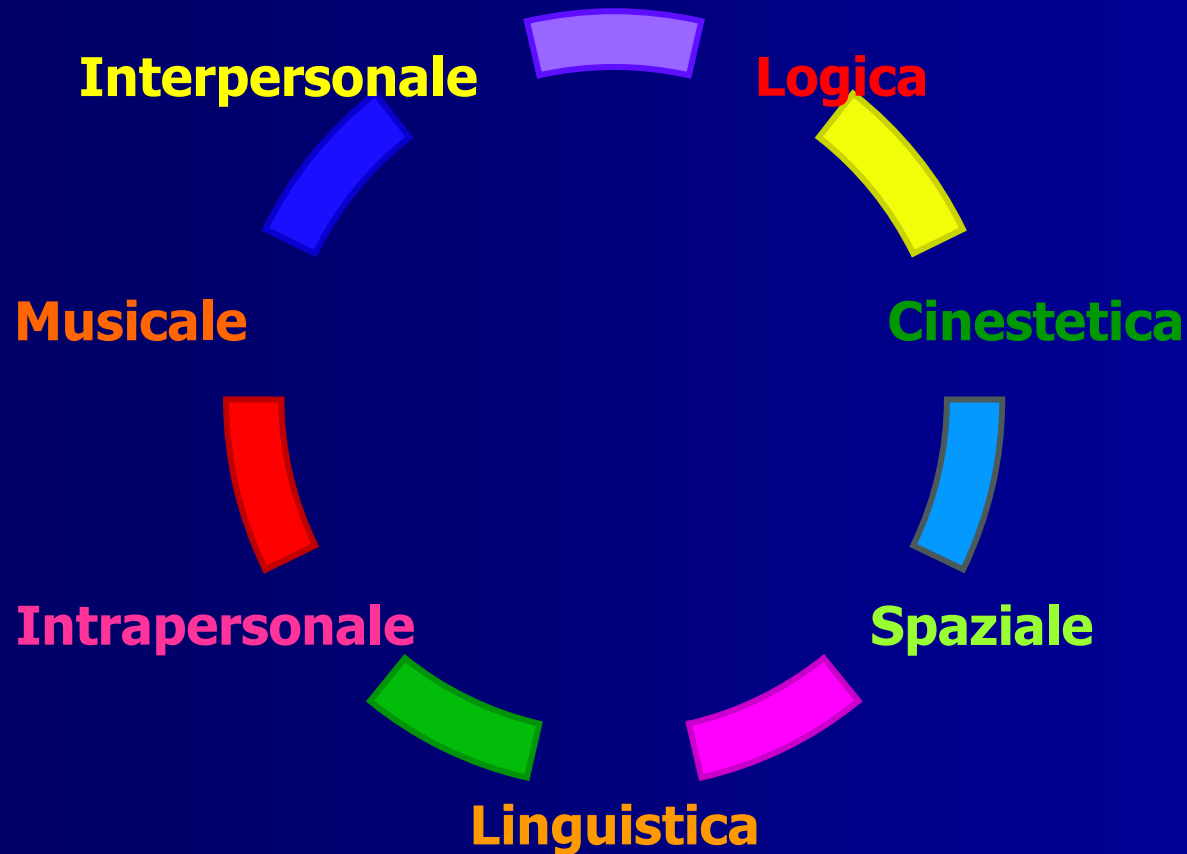 Interpersonale
Logica
Musicale
Cinestetica
Intrapersonale
Spaziale
Linguistica